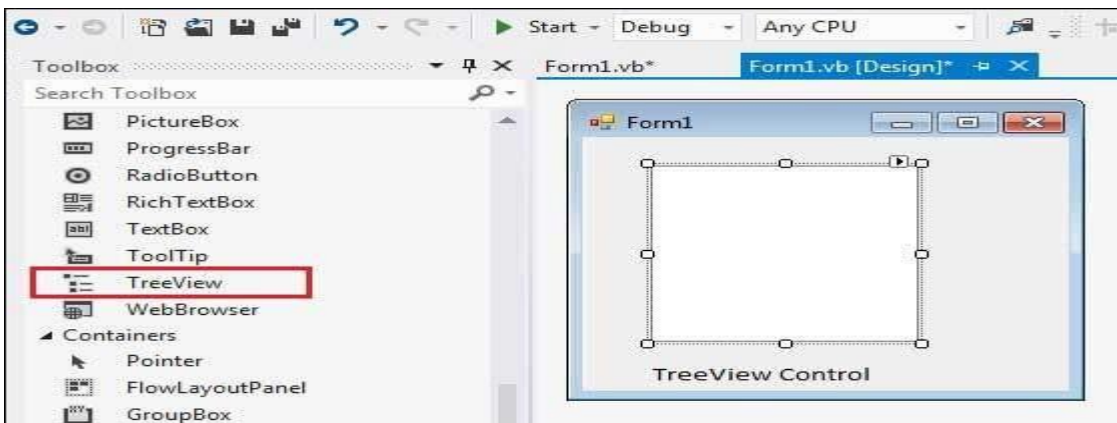 Start Debug Any CPU
Toolbox
Search Toolbox
PictureBox
ProgressBar
RadioButton
RichTextBox
TextBox
ToolTip
TreeView
WebBrowser
Containers
Pointer
FlowLayoutPanel
GroupBox
Form1.vb* Form1.vb [Design]*
Form1
TreeView Control